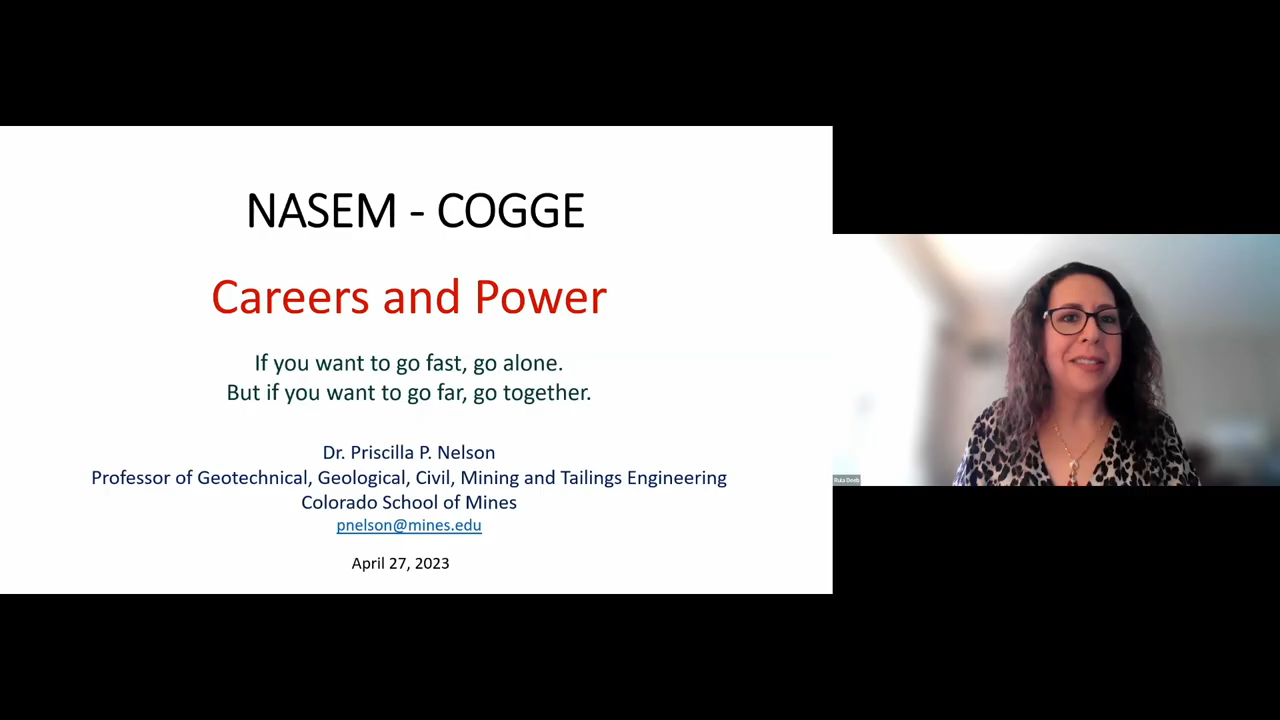 NASEM - COGGE
Careers and Power
If you want to go fast, go alone.
But if you want to go far, go together.
Dr. Priscilla P. Nelson
Professor of Geotechnical, Geological, Civil, Mining and Tailings Engineering
Colorado School of Mines
pnelson@mines.edu
April 27, 2023
Rula Deeb